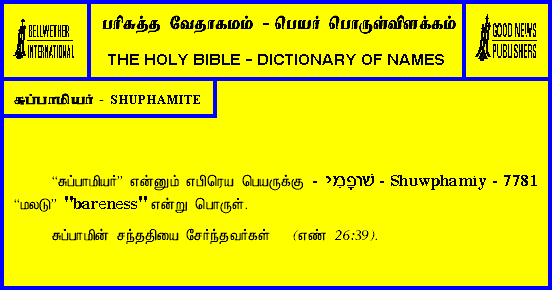 BELLWETHER
INTERNATIONAL
பரிசுத்த வேதாகமம் - பெயர் பொருள்விளக்கம்
THE HOLY BIBLE - DICTIONARY OF NAMES
GOOD NEWS
PUBLISHERS
சுப்பாமியர் - SHUPHAMITE
“சுப்பாமியர்” என்னும் எபிரெய பெயருக்கு - שׁוּפָמִי - Shuwphamiy - 7781
“மலடு” "bareness" என்று பொருள்.
சுப்பாமின் சந்ததியை சேர்ந்தவர்கள் (எண் 26:39).